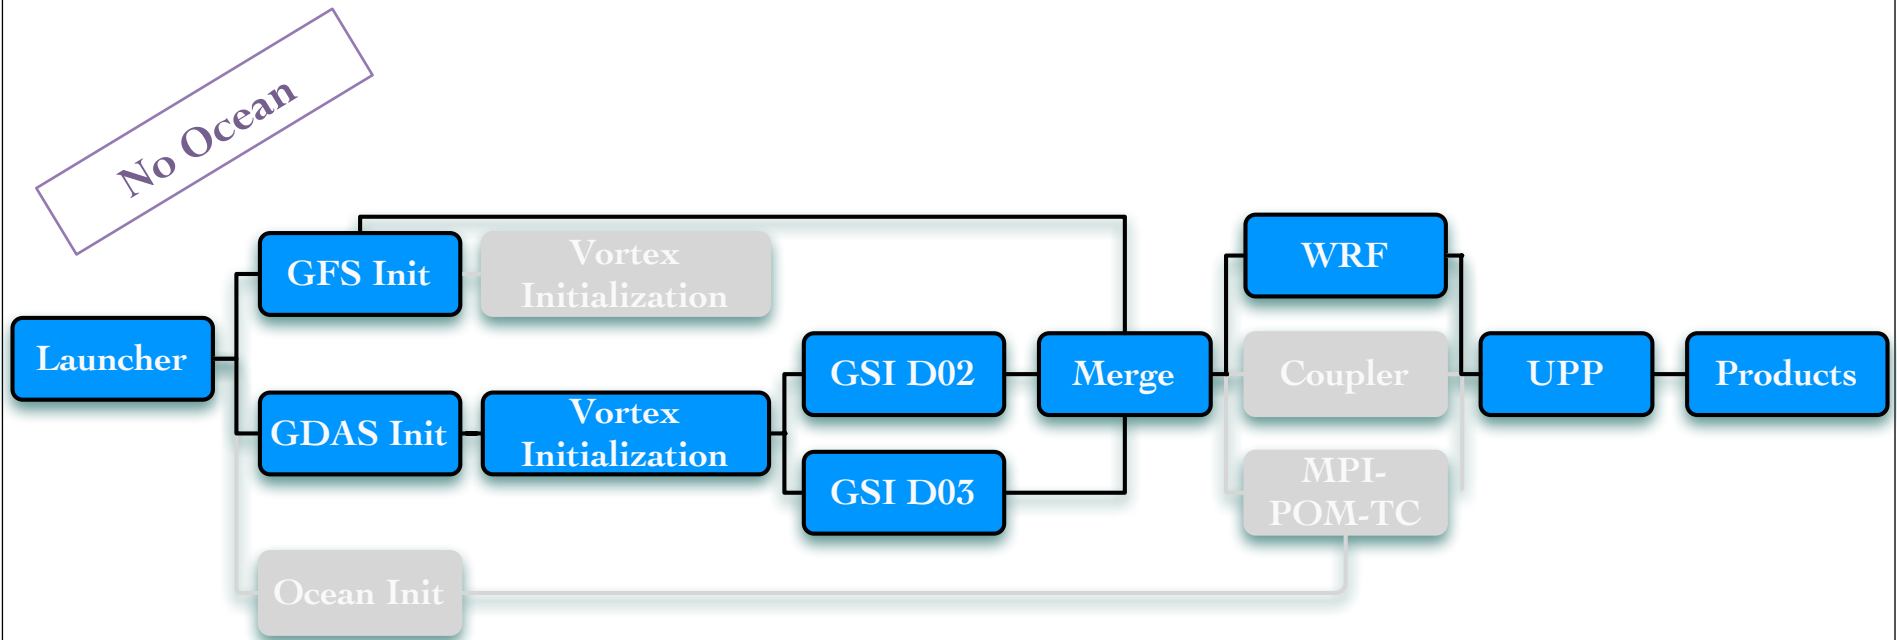 No Ocean
GFS Init
Vortex
Initialization
WRF
Launcher
GSI D02
Merge
Coupler
UPP
Products
GDAS Init
Vortex
Initialization
GSI D03
MPI-
POM-TC
Ocean Init